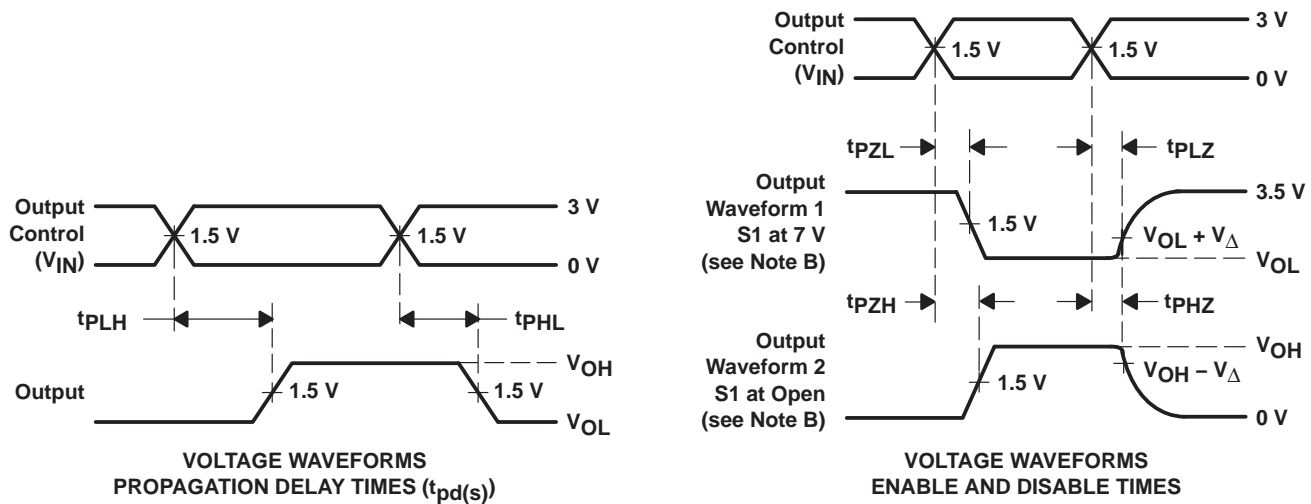 Output
Control
(VIN)
3 V
1.5 V
1.5 V
0 V
tPLH
tPHL
Output
VOH
1.5 V
1.5 V
VOL
VOLTAGE WAVEFORMS
PROPAGATION DELAY TIMES (tpd(s))
Output
Control
(VIN)
3 V
1.5 V
1.5 V
0 V
tPZL
tPLZ
Output
Waveform 1
S1 at 7 V
(see Note B)
3.5 V
1.5 V
VOL + VΔ
VOL
tPZH
tPHZ
Output
Waveform 2
S1 at Open
(see Note B)
VOH
1.5 V
VOH – VΔ
0 V
VOLTAGE WAVEFORMS
ENABLE AND DISABLE TIMES